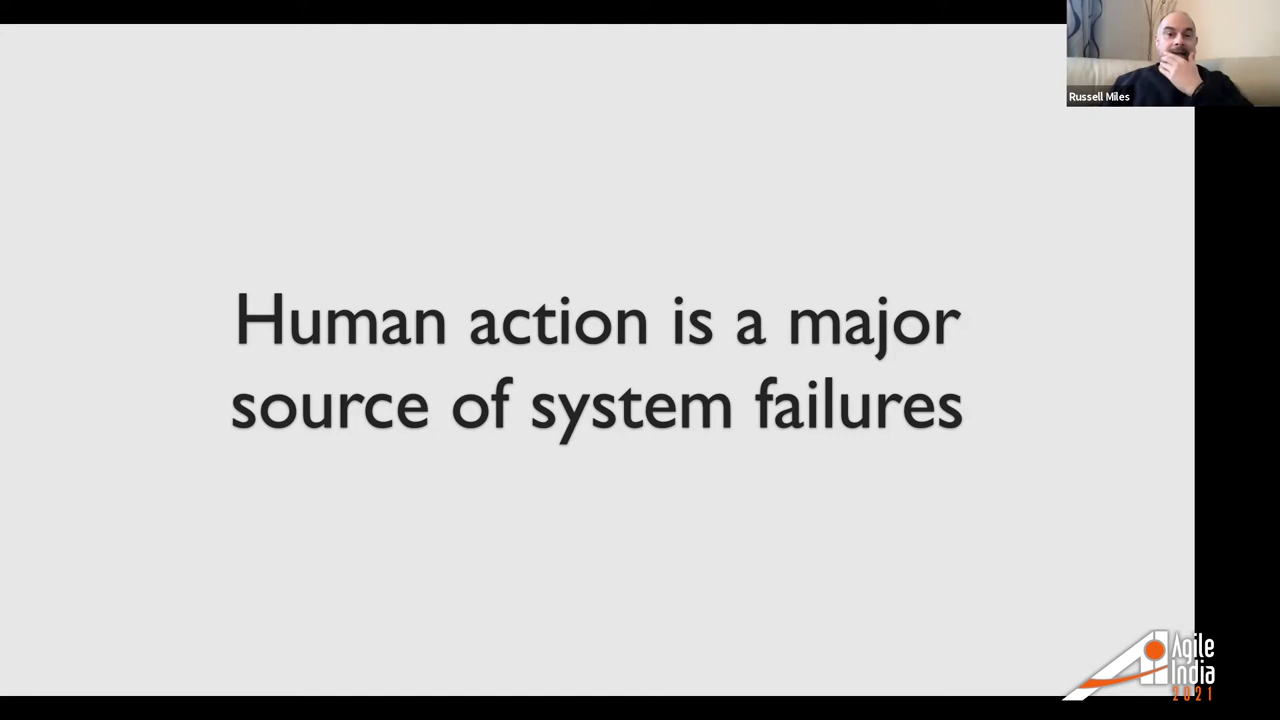 Russell Miles
Human action is a major
source of system failures
Agile
India
2021